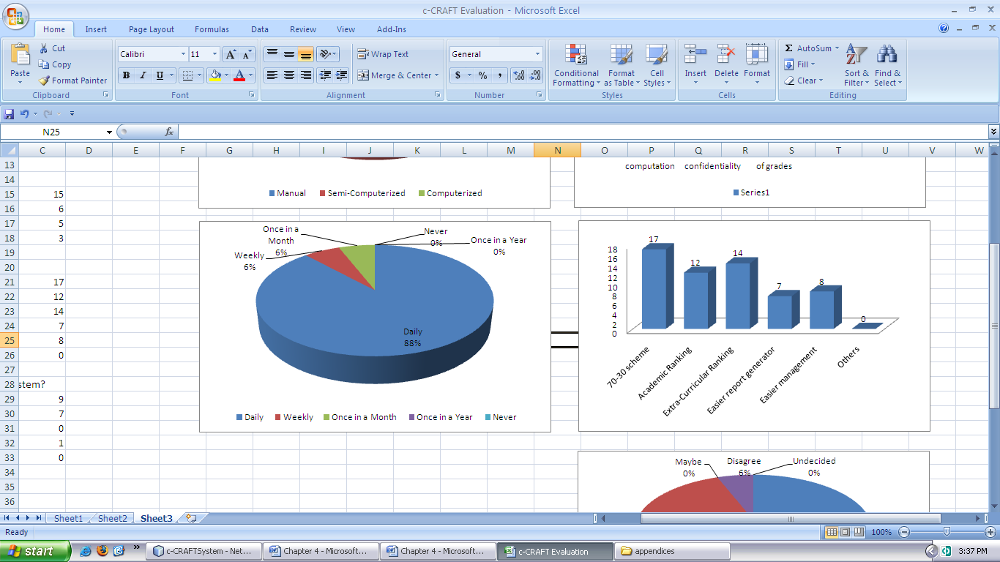 c-CRAFT Evaluation - Microsoft Excel
Home Insert Page Layout Formulas Data Review View Add-Ins
Paste
Cut
Copy
Format Painter
Clipboard
Calibri 11 A A
B I U A
Font
Wrap Text
Merge & Center
Alignment
General
$ % , .0 .00 .00 .0
Number
Conditional Formatting
Format as Table
Cell Styles
Styles
Insert Delete Format
Cells
Σ AutoSum
Fill
Clear
Sort & Filter
Find & Select
Editing
N25 fx
C D E F G H I J K L M N O P Q R S T U V W
13
14
15 15
16 6
17 5
18 3
19
20
21 17
22 12
23 14
24 7
25 8
26 0
27
28 stem?
29 9
30 7
31 0
32 1
33 0
34
35
36
Manual Semi-Computerized Computerized
computation confidentiality of grades
Series1
Once in a Month 6%
Never 0%
Once in a Year 0%
Weekly 6%
Daily 88%
Daily Weekly Once in a Month Once in a Year Never
18
16
14
12
10
8
6
4
2
0
17 12 14 7 8 0
70-30 scheme
Academic Ranking
Extra-Curricular Ranking
Easier report generator
Easier management
Others
Maybe 0%
Disagree 6%
Undecided 0%
Sheet1 Sheet2 Sheet3
Ready 100%
start
c-CRAFTSystem - Net...
Chapter 4 - Microsoft...
Chapter 4 - Microsoft...
c-CRAFT Evaluation
appendices
3:37 PM